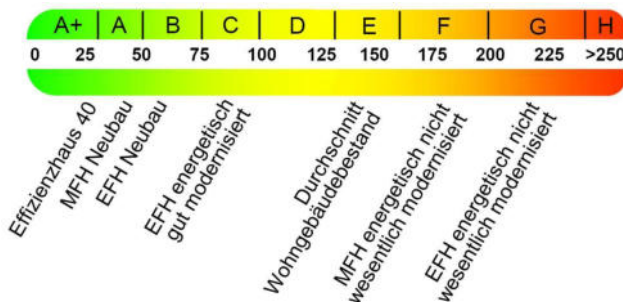 A+ A B C D E F G H
0 25 50 75 100 125 150 175 200 225 >250
Effizienzhaus 40
MFH Neubau
EFH Neubau
EFH energetisch
gut modernisiert
Durchschnitt
Wohngebäudebestand
MFH energetisch nicht
wesentlich modernisiert
EFH energetisch nicht
wesentlich modernisiert